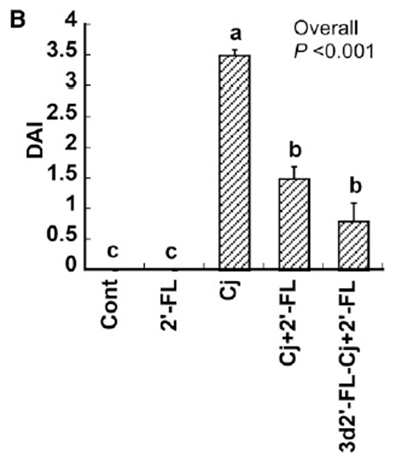 B
Overall
P <0.001
DAI
4
3.5
3
2.5
2
1.5
1
0.5
0
c
c
a
b
b
Cont
2'-FL
Cj
Cj+2'-FL
3d2'-FL-Cj+2'-FL